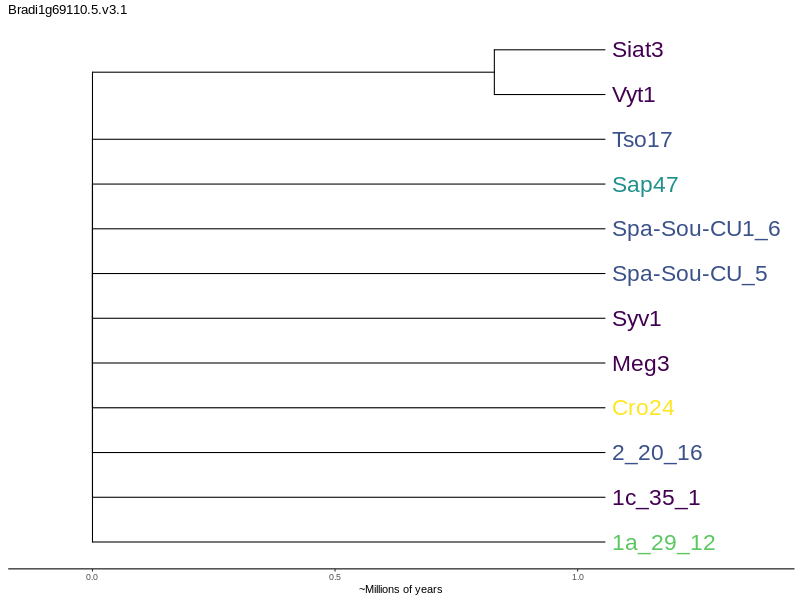 Bradi1g69110.5.v3.1
Siat3
Vyt1
Tso17
Sap47
Spa-Sou-CU1_6
Spa-Sou-CU_5
Syv1
Meg3
Cro24
2_20_16
1c_35_1
1a_29_12
0.0 0.5 1.0
~Millions of years